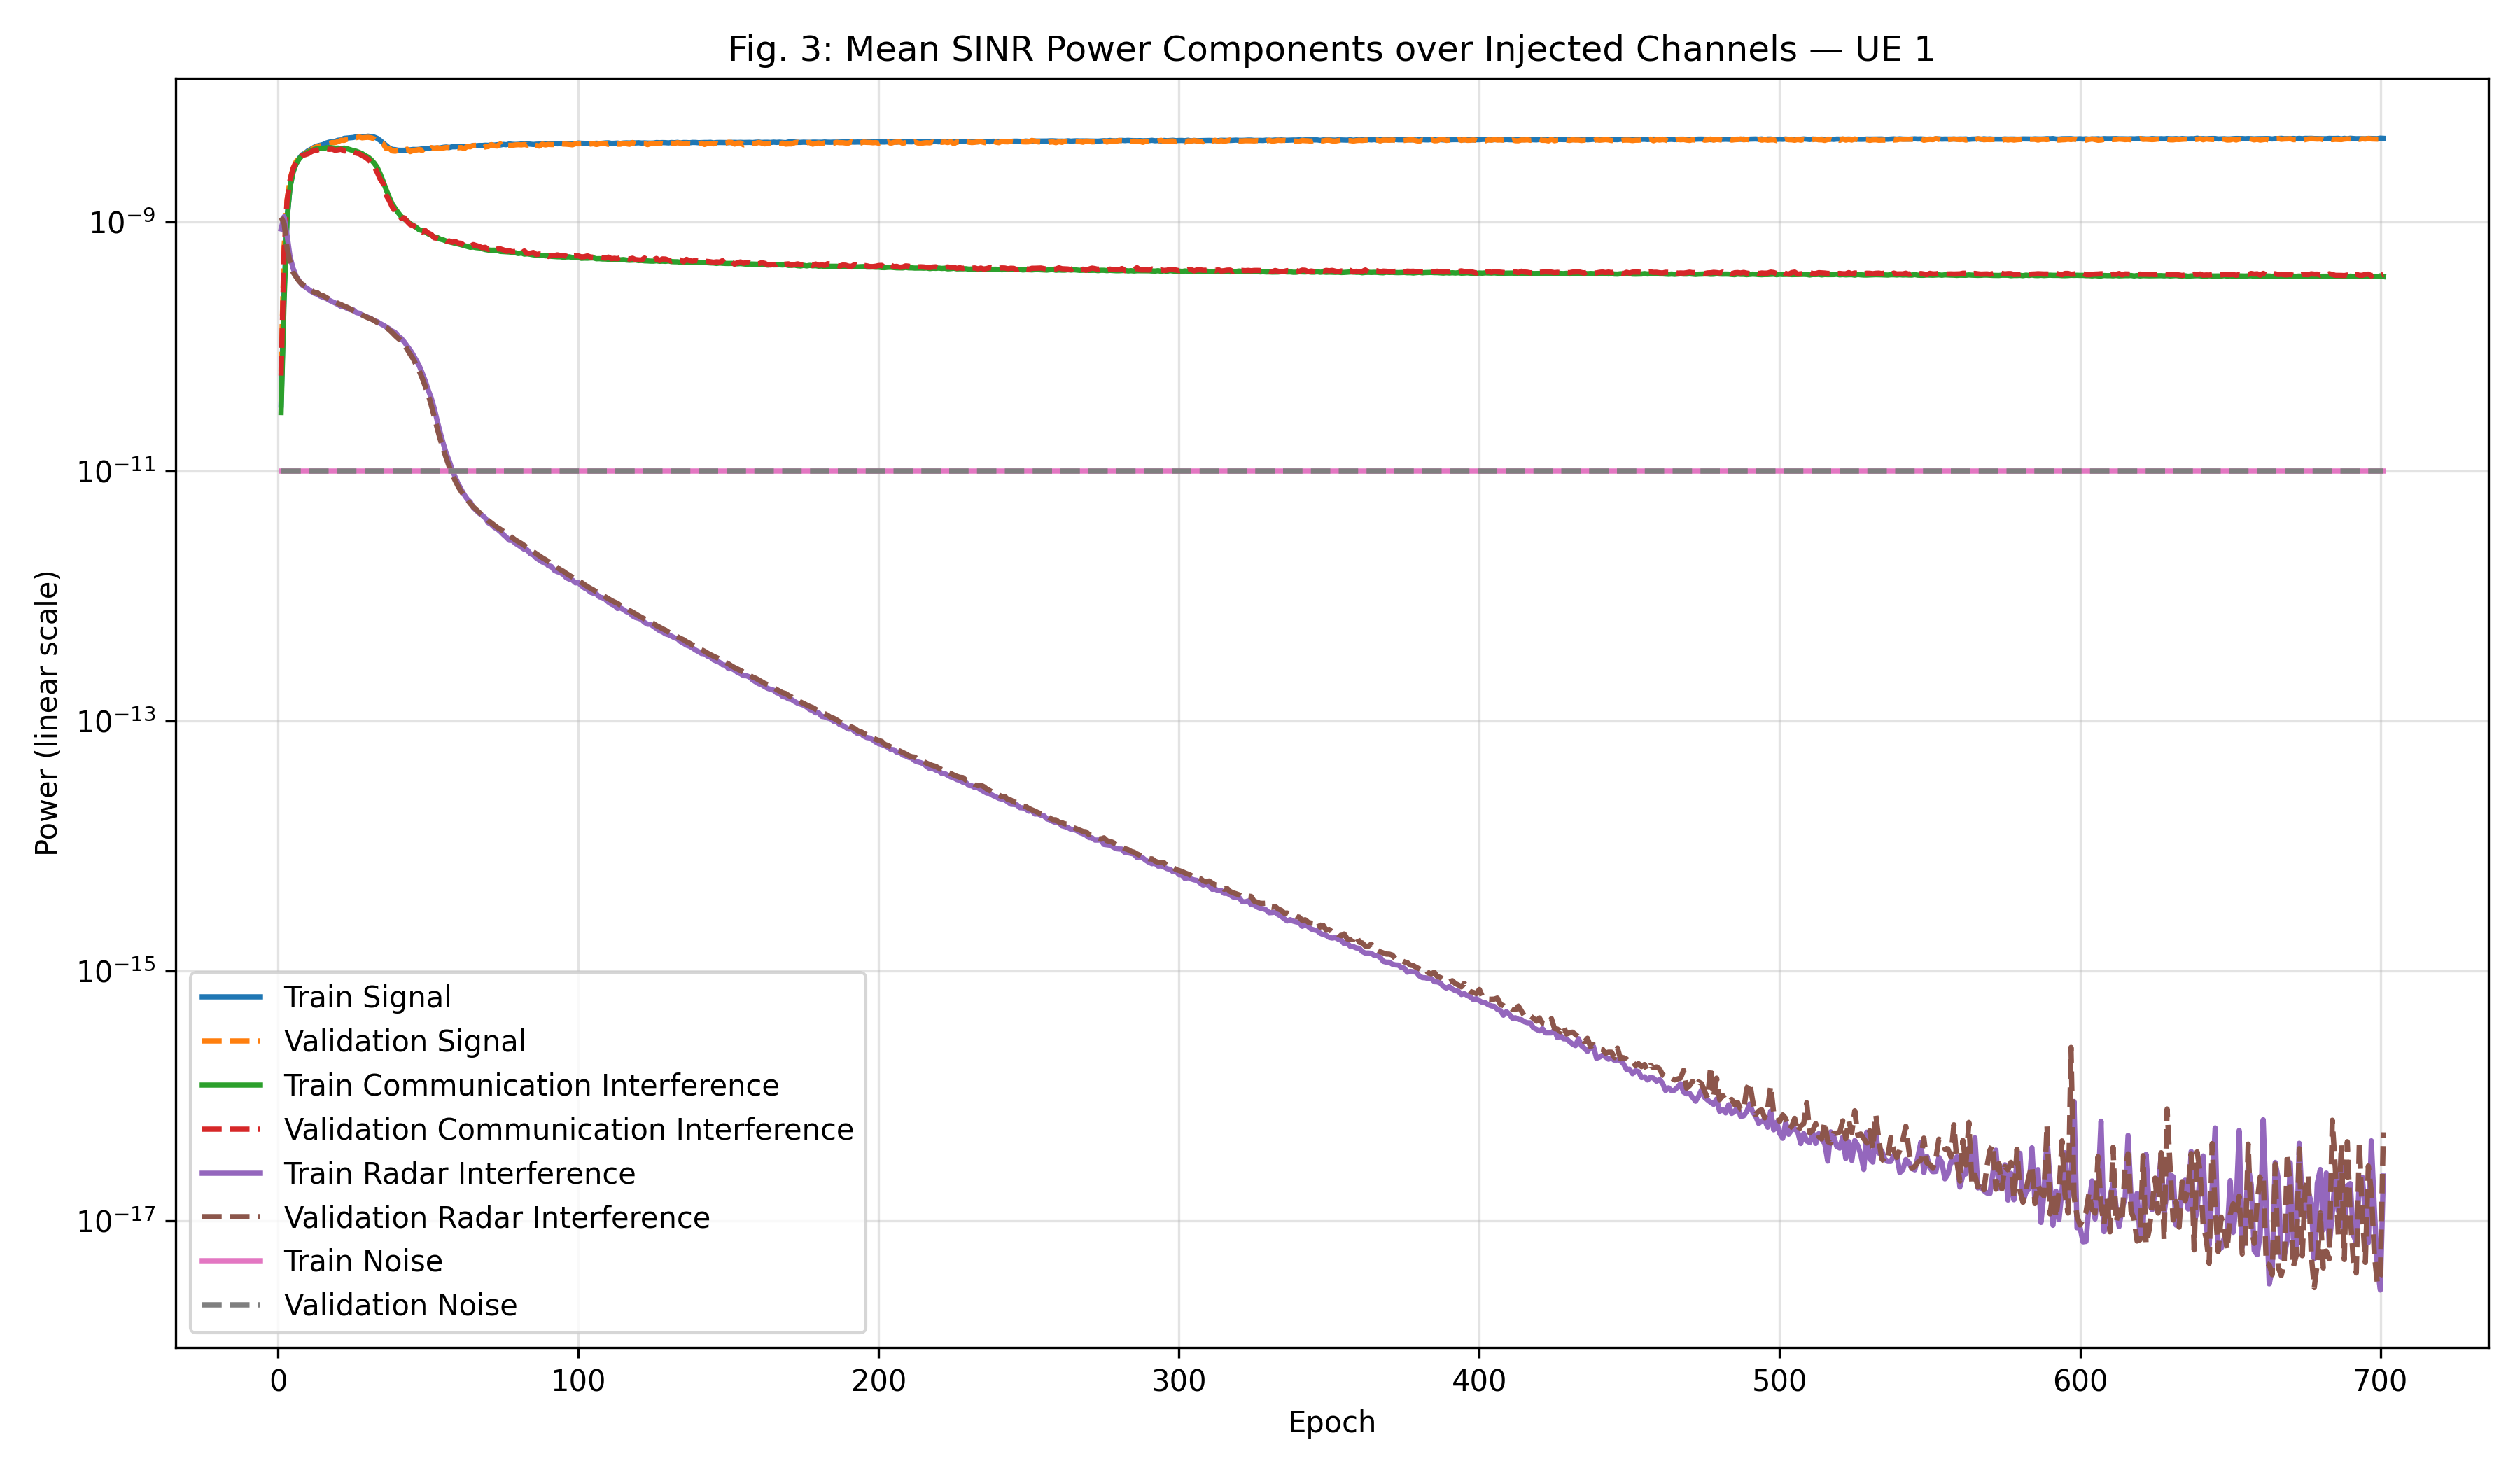 Fig. 3: Mean SINR Power Components over Injected Channels — UE 1
Power (linear scale)
10⁻⁹
10⁻¹¹
10⁻¹³
10⁻¹⁵
10⁻¹⁷
Train Signal
Validation Signal
Train Communication Interference
Validation Communication Interference
Train Radar Interference
Validation Radar Interference
Train Noise
Validation Noise
0 100 200 300 400 500 600 700
Epoch